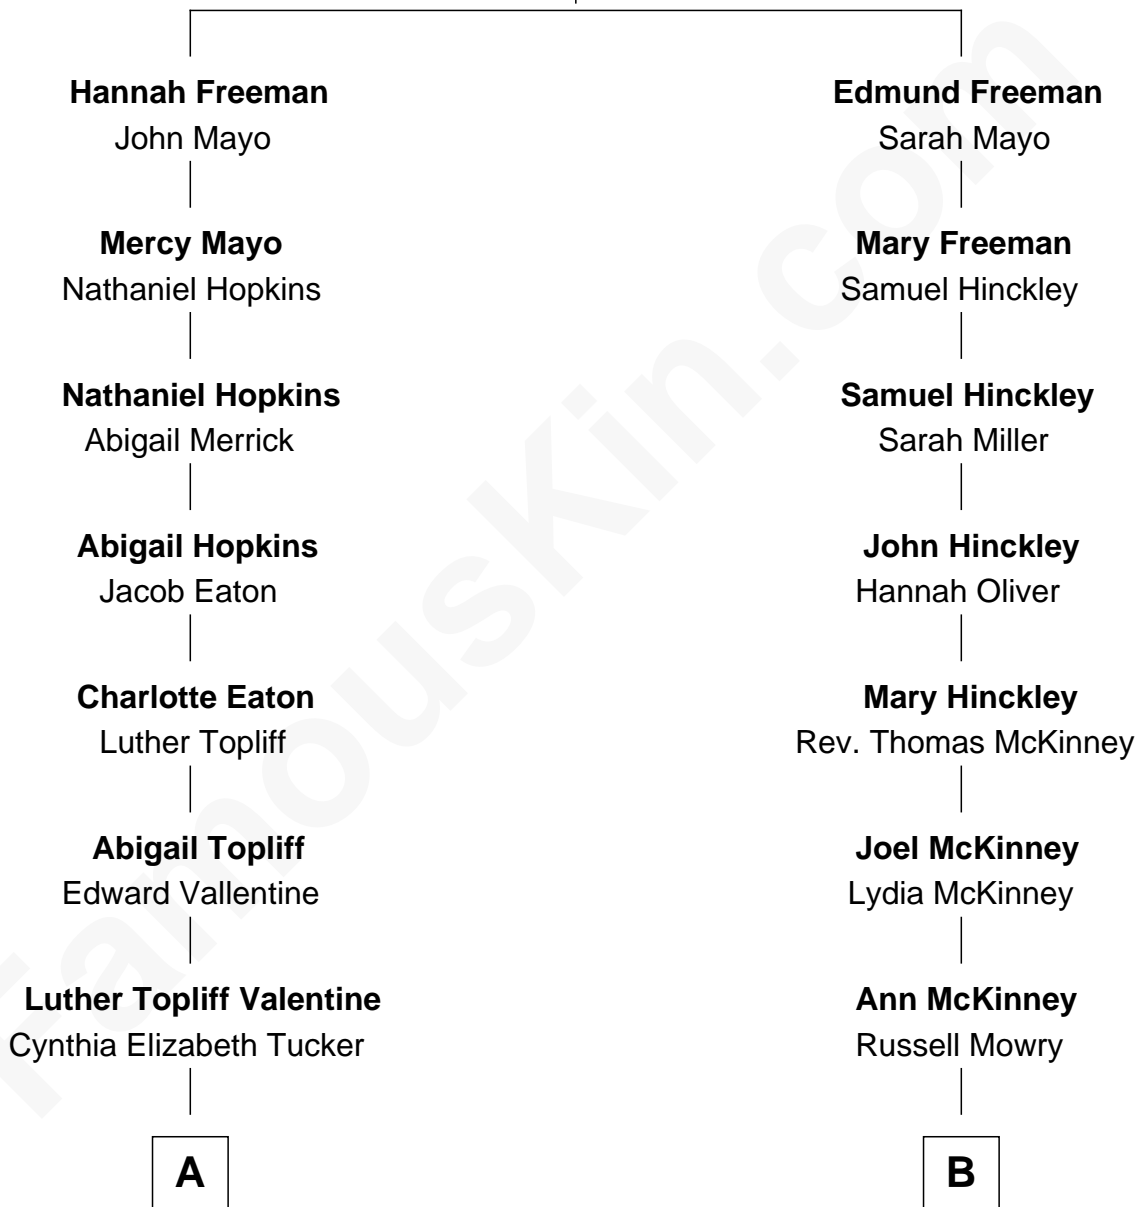 Hannah Freeman
John Mayo
Mercy Mayo
Nathaniel Hopkins
Nathaniel Hopkins
Abigail Merrick
Abigail Hopkins
Jacob Eaton
Charlotte Eaton
Luther Topliff
Abigail Topliff
Edward Vallentine
Luther Topliff Valentine
Cynthia Elizabeth Tucker
A
Edmund Freeman
Sarah Mayo
Mary Freeman
Samuel Hinckley
Samuel Hinckley
Sarah Miller
John Hinckley
Hannah Oliver
Mary Hinckley
Rev. Thomas McKinney
Joel McKinney
Lydia McKinney
Ann McKinney
Russell Mowry
B
FamousKin.com